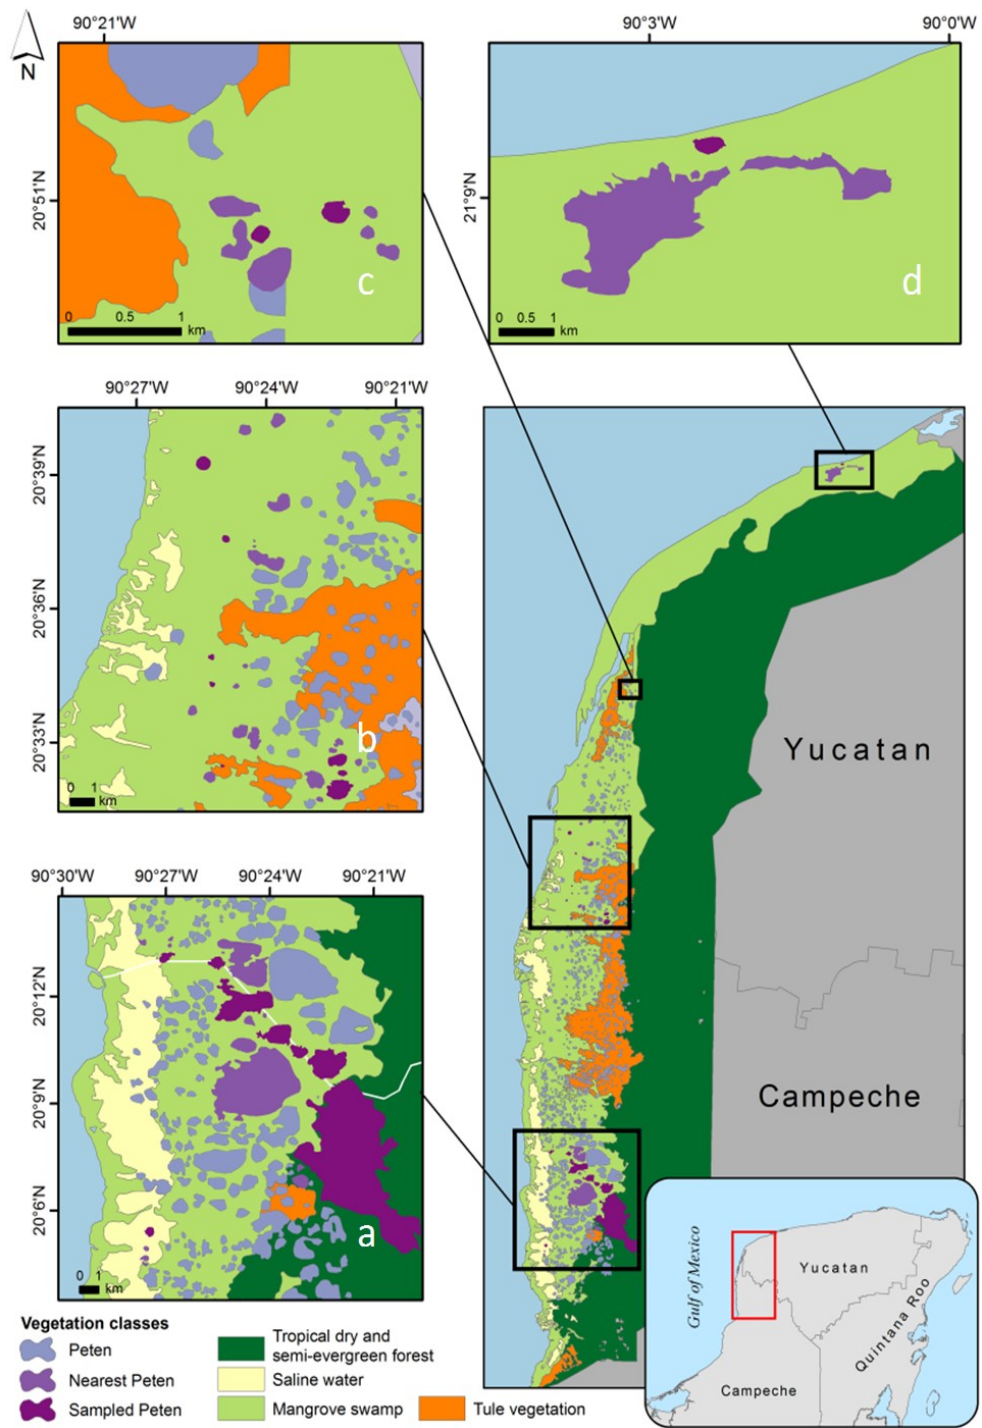 90°21'W
90°3'W
90°0'W
N
20°51'N
21°9'N
c
d
0 0.5 1
km
0 0.5 1
km
90°27'W
90°24'W
90°21'W
20°39'N
20°36'N
20°33'N
b
0 1
km
Yucatan
Campeche
90°30'W
90°27'W
90°24'W
90°21'W
20°12'N
20°9'N
20°6'N
a
0 1
km
Gulf of Mexico
Yucatan
Quintana Roo
Campeche
Vegetation classes
Peten
Nearest Peten
Sampled Peten
Tropical dry and
semi-evergreen forest
Saline water
Mangrove swamp
Tule vegetation